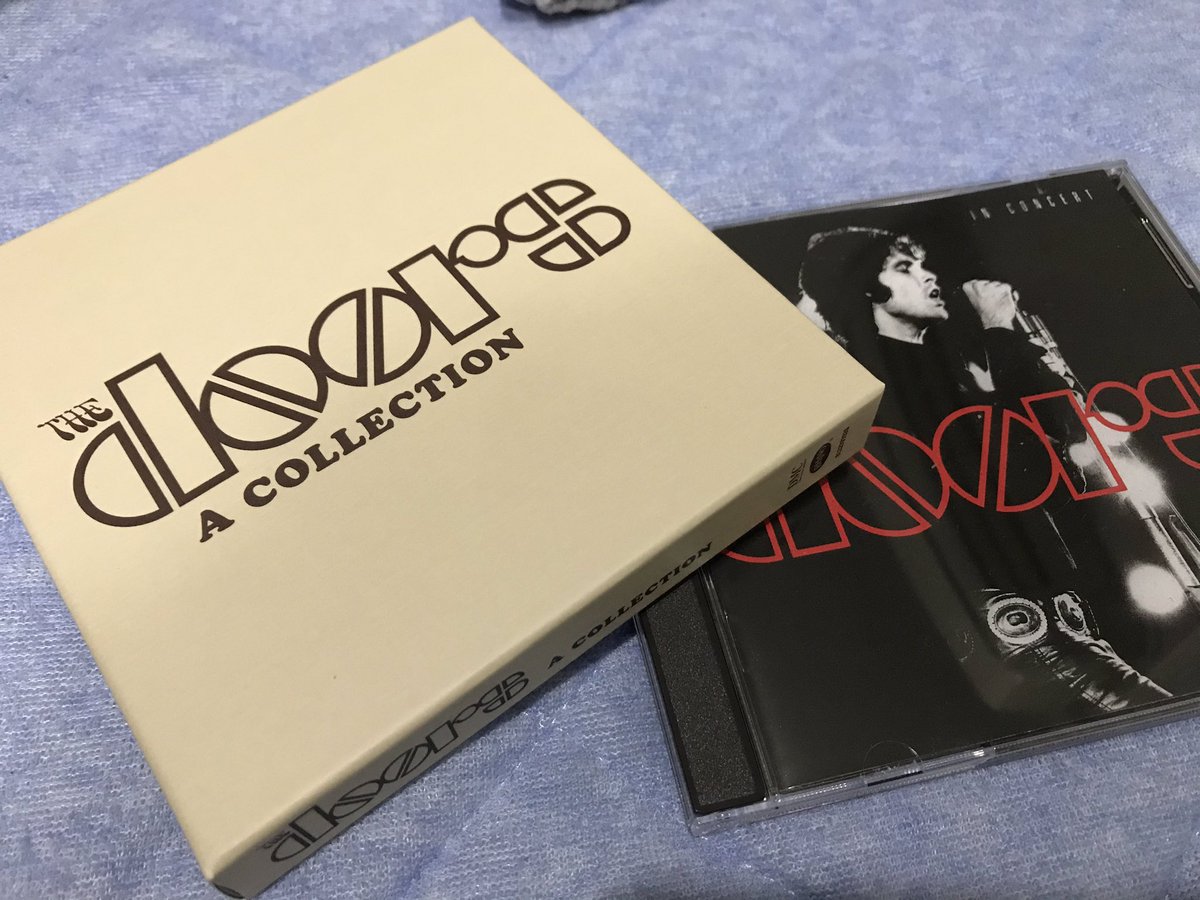 THE
doors
A COLLECTION
doors
A COLLECTION
IN CONCERT
doors